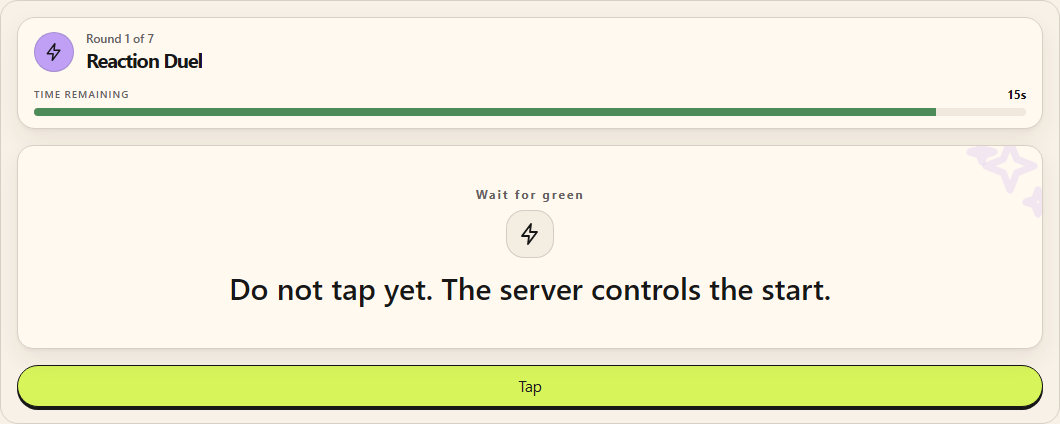 Round 1 of 7
Reaction Duel
TIME REMAINING
15s
Wait for green
Do not tap yet. The server controls the start.
Tap